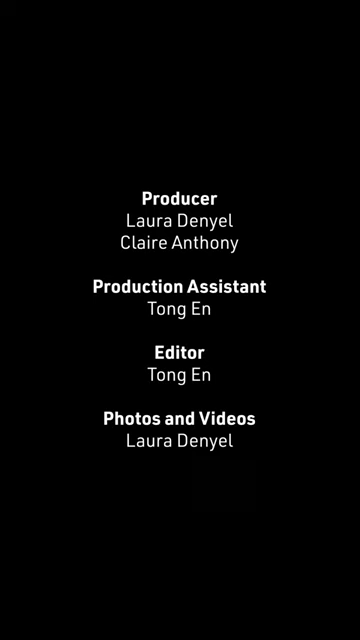 Producer
Laura Denyel
Claire Anthony
Production Assistant
Tong En
Editor
Tong En
Photos and Videos
Laura Denyel